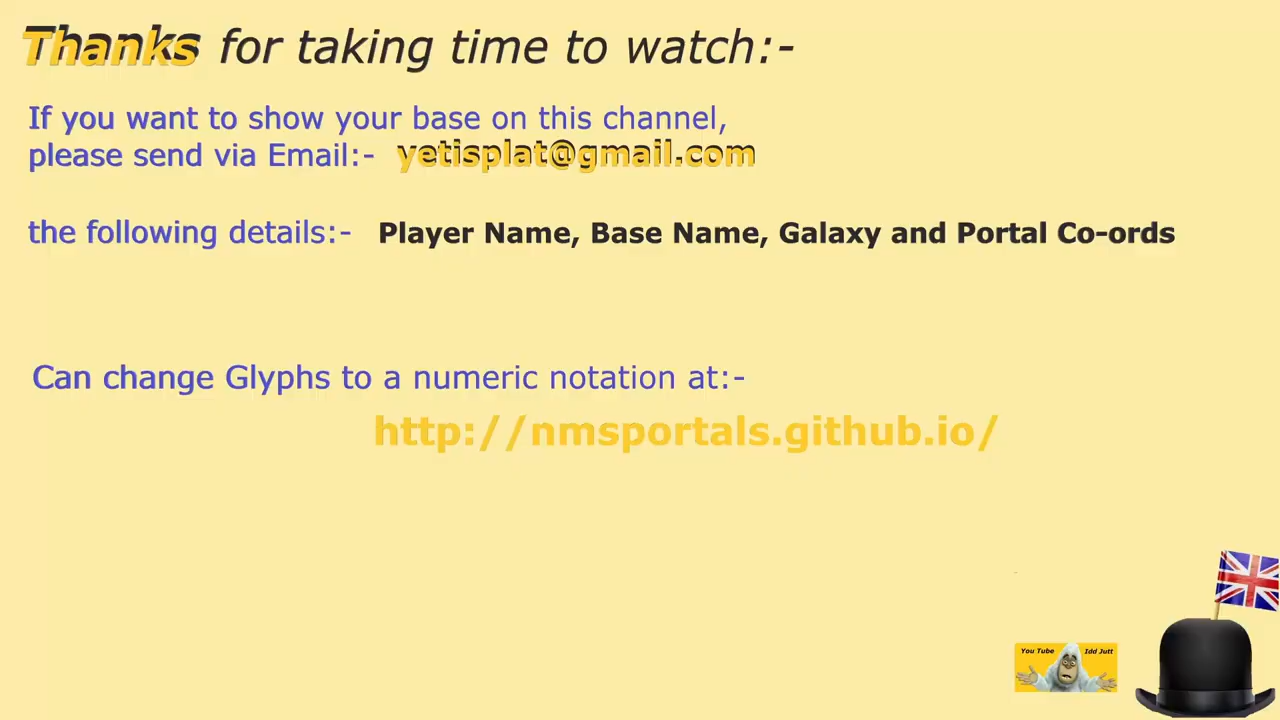 Thanks for taking time to watch:-
If you want to show your base on this channel,
please send via Email:- yetisplat@gmail.com
the following details:- Player Name, Base Name, Galaxy and Portal Co-ords
Can change Glyphs to a numeric notation at:-
http://nmsportals.github.io/
You Tube Idd Jutt